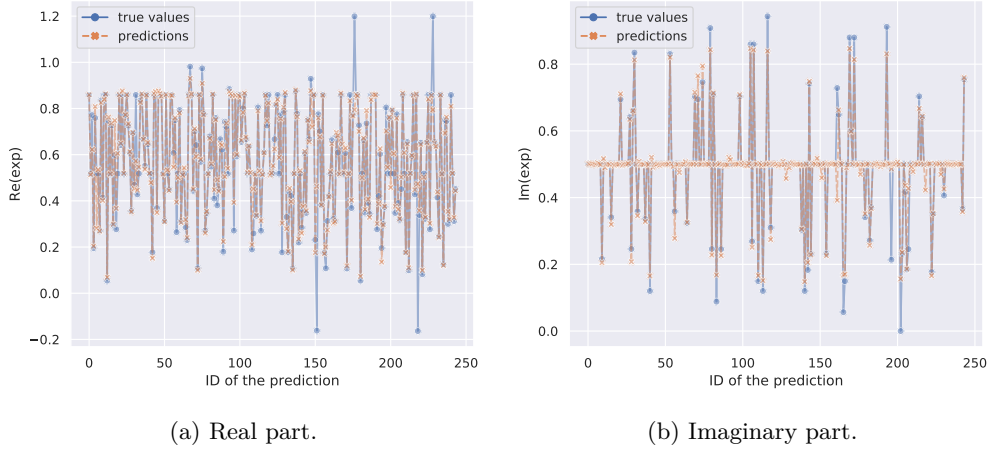 true values
predictions
1.2
1.0
0.8
0.6
0.4
0.2
0.0
−0.2
Re(exp)
0
50
100
150
200
250
ID of the prediction
(a) Real part.
true values
predictions
0.8
0.6
0.4
0.2
0.0
Im(exp)
0
50
100
150
200
250
ID of the prediction
(b) Imaginary part.